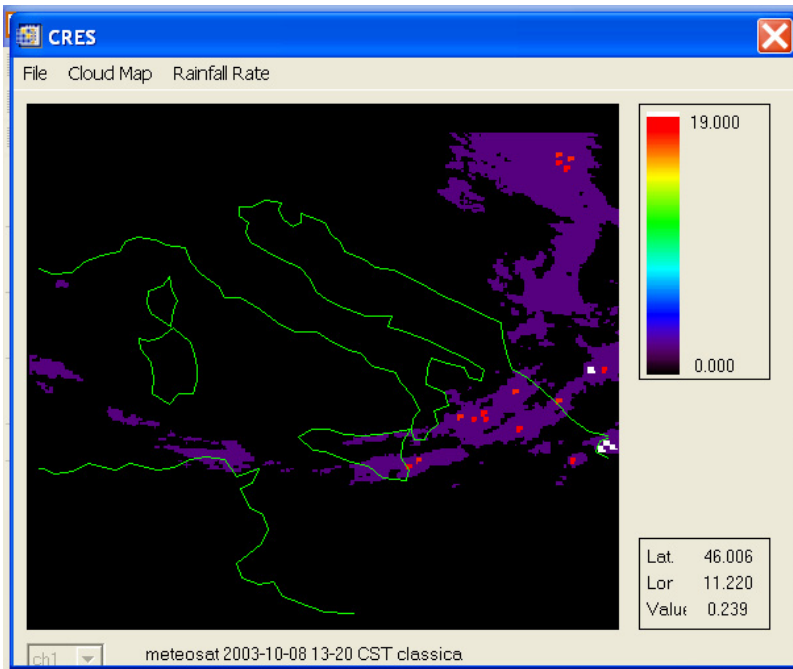 CRES
File Cloud Map Rainfall Rate
19.000
0.000
Lat. 46.006
Lor 11.220
Value 0.239
ch1
meteosat 2003-10-08 13-20 CST classica